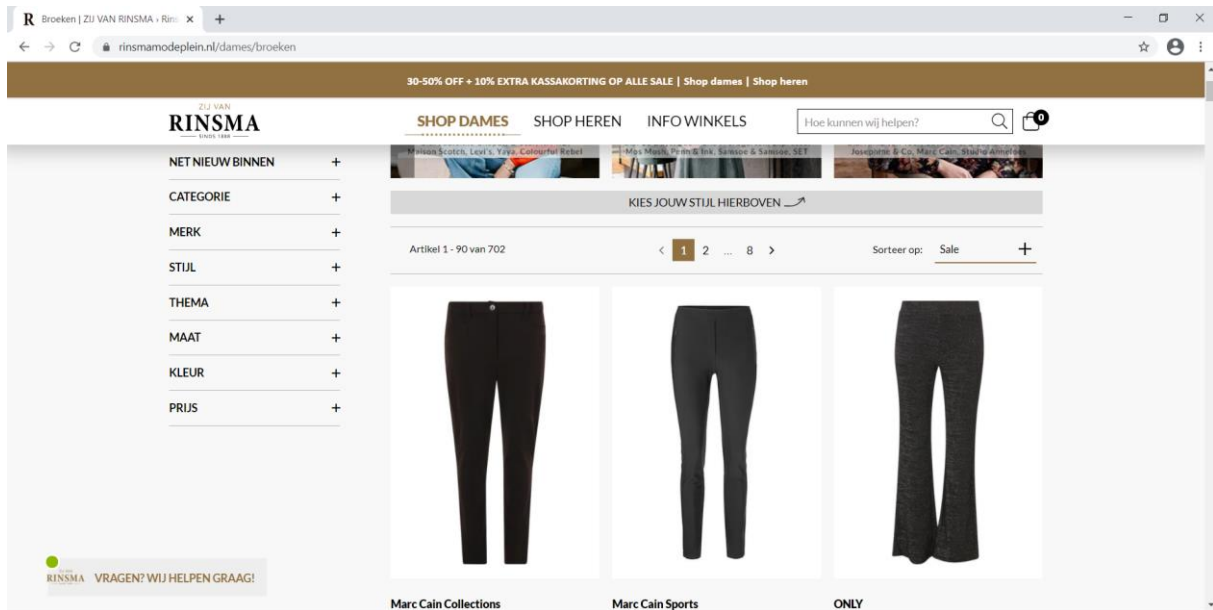 Broeken | ZIJ VAN RINSMA › Rins
rinsmamodeplein.nl/dames/broeken
30-50% OFF + 10% EXTRA KASSAKORTING OP ALLE SALE | Shop dames | Shop heren
ZIJ VAN
RINSMA
SINDS 1888
SHOP DAMES
SHOP HEREN
INFO WINKELS
Hoe kunnen wij helpen?
0
NET NIEUW BINNEN +
CATEGORIE +
MERK +
STIJL +
THEMA +
MAAT +
KLEUR +
PRIJS +
Maison Scotch, Levi's, Yaya, Colourful Rebel
Mos Mosh, Penn & Ink, Samsoe & Samsoe, SET
Josephine & Co, Marc Cain, Studio Anneloes
KIES JOUW STIJL HIERBOVEN
Artikel 1 - 90 van 702
< 1 2 ... 8 >
Sorteer op: Sale +
Marc Cain Collections
Marc Cain Sports
ONLY
RINSMA
VRAGEN? WIJ HELPEN GRAAG!